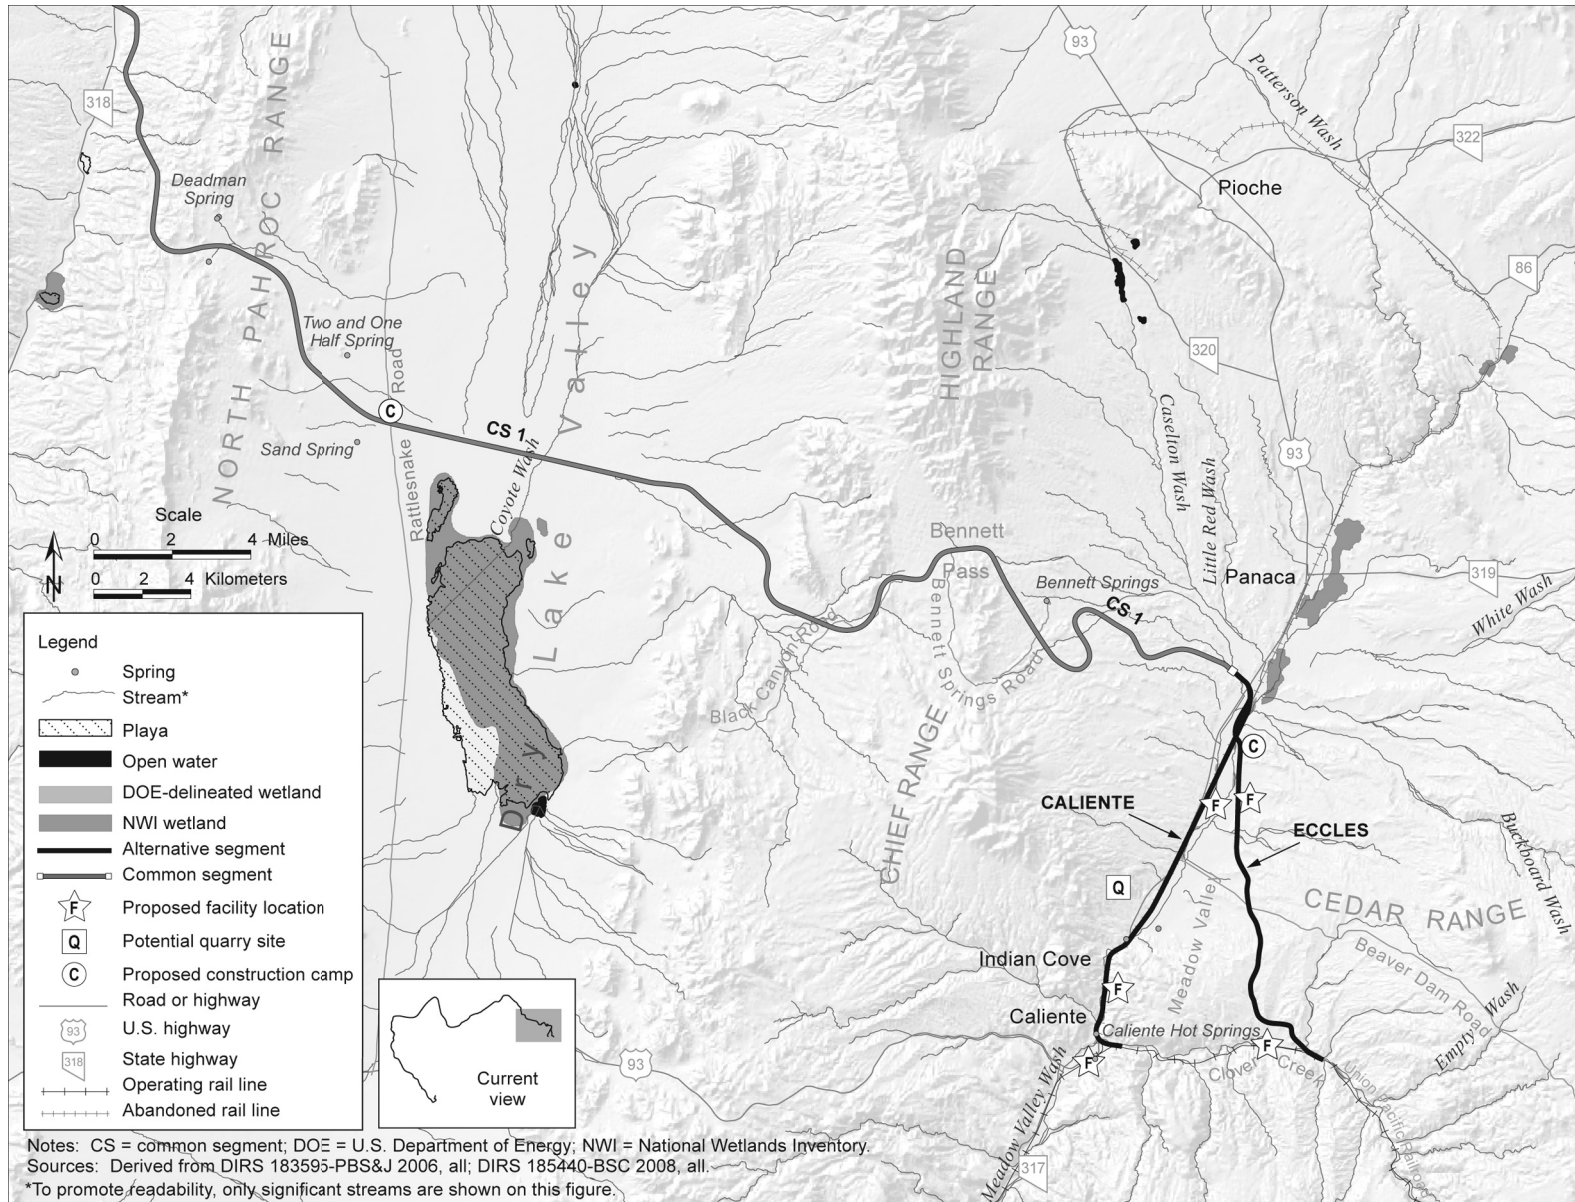 93
Patterson Wash
318
322
NORTH PAHROC RANGE
Deadman
Spring
Pioche
86
HIGHLAND
RANGE
Two and One
Half Spring
320
Road
C
Caselton Wash
CS 1
Sand Spring
93
Rattlesnake
Coyote Wash
Little Red Wash
Dry Lake Valley
Scale
0 2 4 Miles
0 2 4 Kilometers
N
Bennett
Pass
Bennett Springs
Panaca
319
White Wash
CS 1
Bennett Springs Road
Black Canyon Road
CHIEF RANGE
C
CALIENTE
F
F
ECCLES
Buckboard Wash
Q
CEDAR RANGE
Meadow Valley
Beaver Dam Road
Indian Cove
F
Empty Wash
Caliente
Caliente Hot Springs
F
F
Clover Creek
Union Pacific Railroad
93
Meadow Valley Wash
317
Legend
Spring
Stream*
Playa
Open water
DOE-delineated wetland
NWI wetland
Alternative segment
Common segment
F Proposed facility location
Q Potential quarry site
C Proposed construction camp
Road or highway
93 U.S. highway
318 State highway
Operating rail line
Abandoned rail line
Current
view
Notes: CS = common segment; DOE = U.S. Department of Energy; NWI = National Wetlands Inventory.
Sources: Derived from DIRS 183595-PBS&J 2006, all; DIRS 185440-BSC 2008, all.
*To promote readability, only significant streams are shown on this figure.